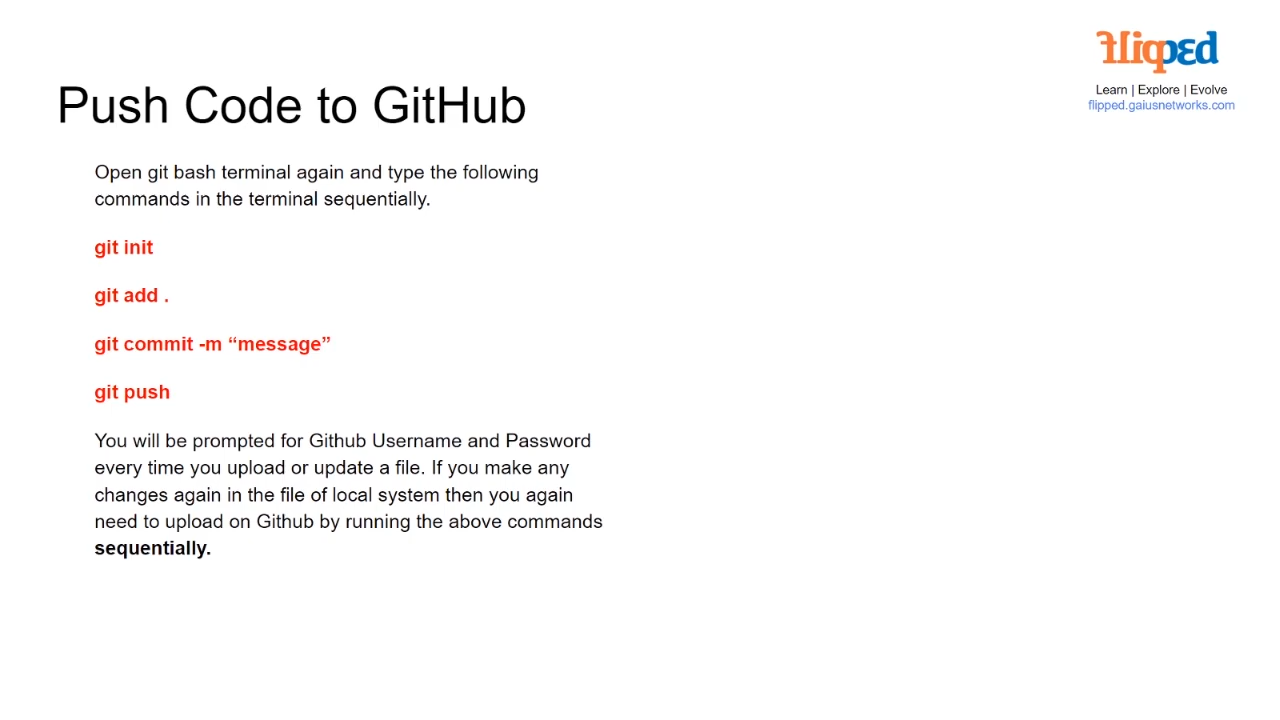 flipped
Learn | Explore | Evolve
flipped.gaiusnetworks.com
Push Code to GitHub
Open git bash terminal again and type the following
commands in the terminal sequentially.
git init
git add .
git commit -m “message”
git push
You will be prompted for Github Username and Password
every time you upload or update a file. If you make any
changes again in the file of local system then you again
need to upload on Github by running the above commands
sequentially.